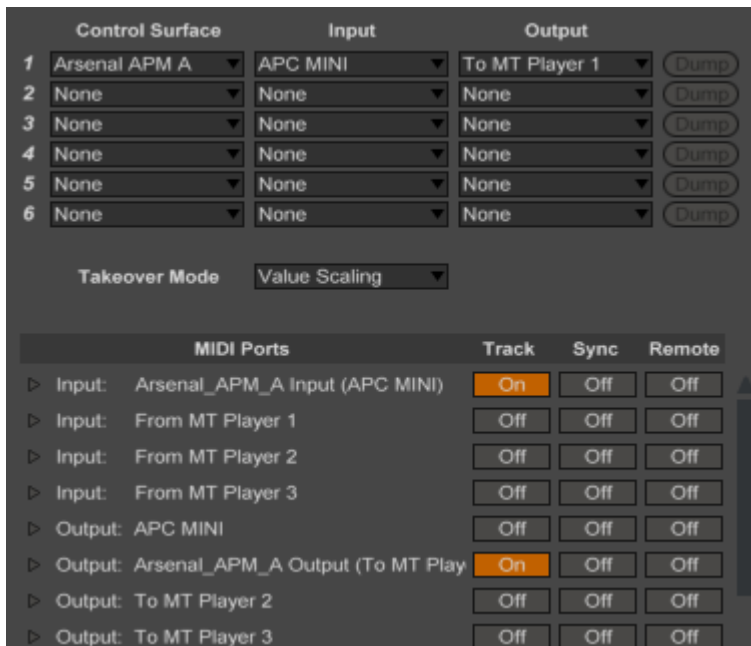 Control Surface Input Output
1 Arsenal APM A APC MINI To MT Player 1 Dump
2 None None None Dump
3 None None None Dump
4 None None None Dump
5 None None None Dump
6 None None None Dump
Takeover Mode Value Scaling
MIDI Ports Track Sync Remote
Input: Arsenal_APM_A Input (APC MINI) On Off Off
Input: From MT Player 1 Off Off Off
Input: From MT Player 2 Off Off Off
Input: From MT Player 3 Off Off Off
Output: APC MINI Off Off Off
Output: Arsenal_APM_A Output (To MT Play On Off Off
Output: To MT Player 2 Off Off Off
Output: To MT Player 3 Off Off Off